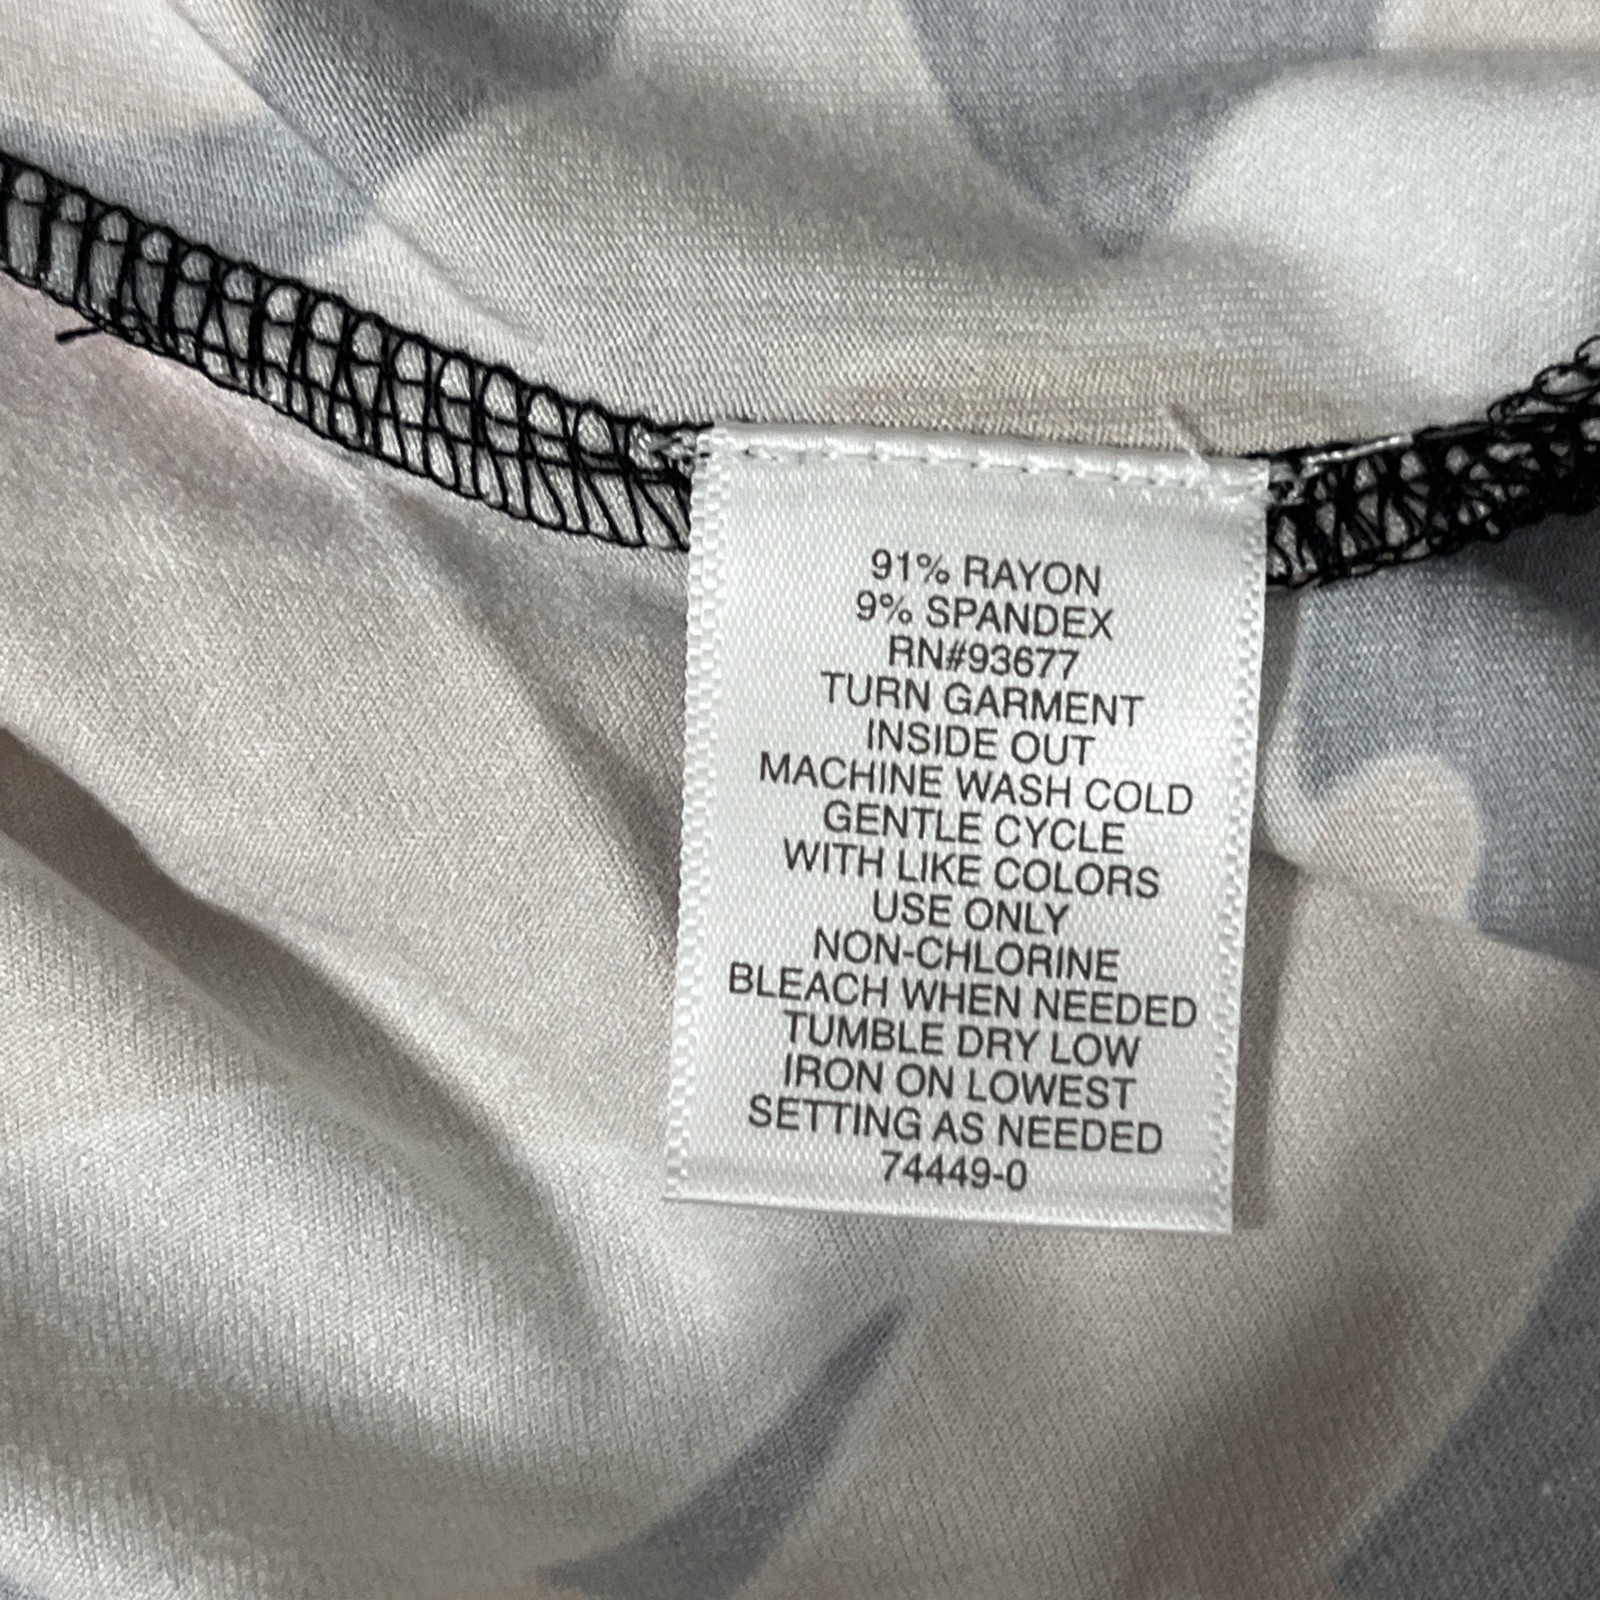 91% RAYON
9% SPANDEX
RN#93677
TURN GARMENT
INSIDE OUT
MACHINE WASH COLD
GENTLE CYCLE
WITH LIKE COLORS
USE ONLY
NON-CHLORINE
BLEACH WHEN NEEDED
TUMBLE DRY LOW
IRON ON LOWEST
SETTING AS NEEDED
74449-0